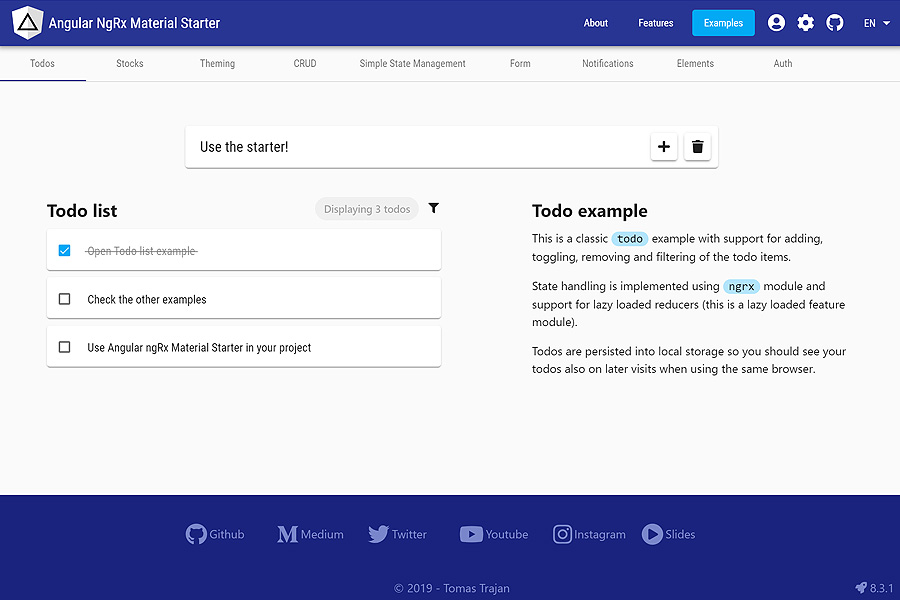 Angular NgRx Material Starter
About Features Examples EN
Todos Stocks Theming CRUD Simple State Management Form Notifications Elements Auth
Use the starter!
Todo list
Displaying 3 todos
Open Todo list example
Check the other examples
Use Angular ngRx Material Starter in your project
Todo example
This is a classic todo example with support for adding,
toggling, removing and filtering of the todo items.
State handling is implemented using ngrx module and
support for lazy loaded reducers (this is a lazy loaded feature
module).
Todos are persisted into local storage so you should see your
todos also on later visits when using the same browser.
Github Medium Twitter Youtube Instagram Slides
© 2019 - Tomas Trajan
8.3.1